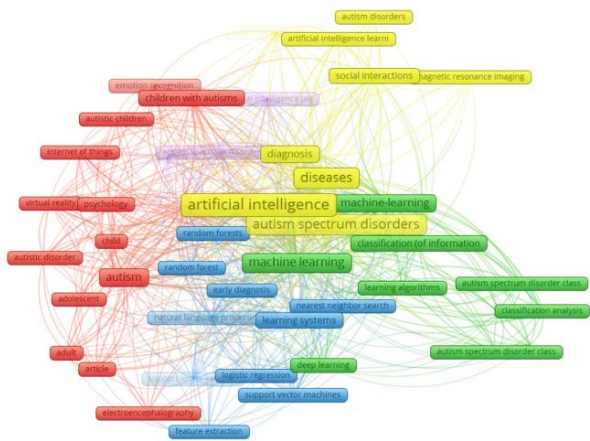 autism disorders
artificial intelligence learni
social interactions
magnetic resonance imaging
emotion recognition
children with autisms
autistic children
internet of things
diagnosis
diseases
virtual reality
psychology
artificial intelligence
machine-learning
autism spectrum disorders
random forests
child
classification (of information
autistic disorder
machine learning
random forest
autism
learning algorithms
autism spectrum disorder class
early diagnosis
adolescent
nearest neighbor search
classification analysis
natural language
learning systems
adult
autism spectrum disorder class
article
deep learning
logistic regression
support vector machines
electroencephalography
feature extraction